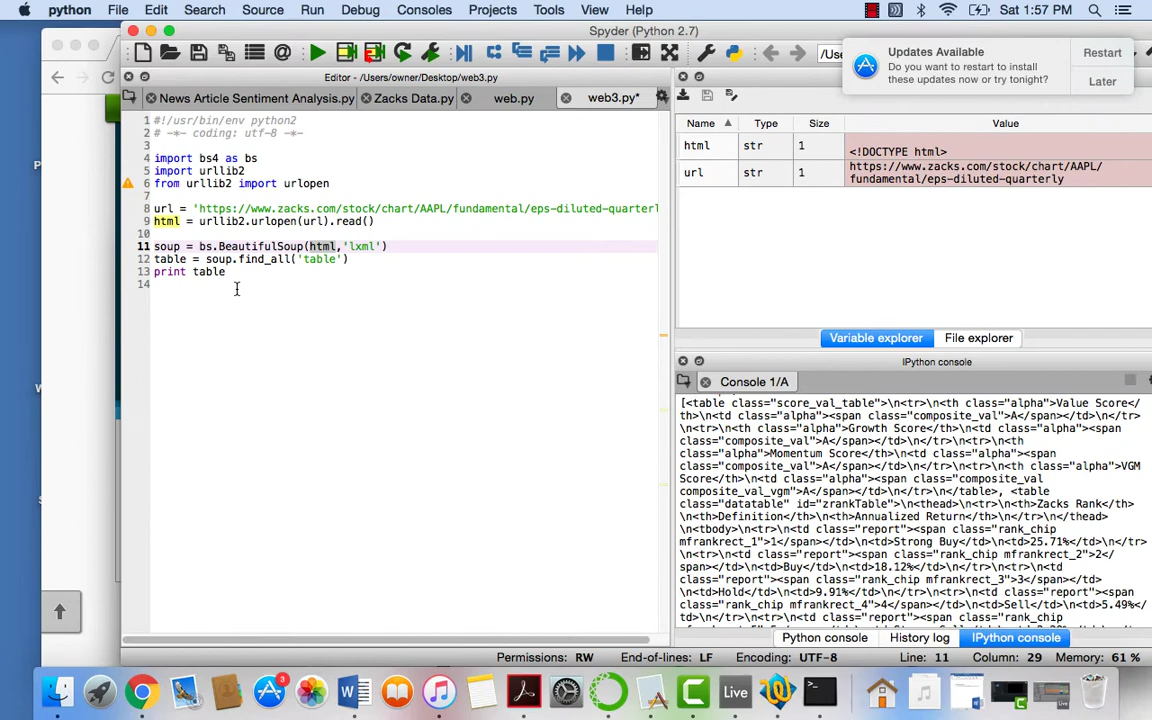 python File Edit Search Source Run Debug Consoles Projects Tools View Help Sat 1:57 PM
Spyder (Python 2.7)
Updates Available
Do you want to restart to install
these updates now or try tonight?
Restart
Later
Editor - /Users/owner/Desktop/web3.py
News Article Sentiment Analysis.py Zacks Data.py web.py web3.py*
1 #!/usr/bin/env python2
2 # -*- coding: utf-8 -*-
3
4 import bs4 as bs
5 import urllib2
6 from urllib2 import urlopen
7
8 url = 'https://www.zacks.com/stock/chart/AAPL/fundamental/eps-diluted-quarterl
9 html = urllib2.urlopen(url).read()
10
11 soup = bs.BeautifulSoup(html,'lxml')
12 table = soup.find_all('table')
13 print table
14
Name Type Size Value
html str 1 <!DOCTYPE html>
url str 1 https://www.zacks.com/stock/chart/AAPL/
fundamental/eps-diluted-quarterly
Variable explorer File explorer
IPython console
Console 1/A
[<table class="score_val_table">\n<tr>\n<th class="alpha">Value Score</
th>\n<td class="alpha"><span class="composite_val">A</span></td>\n</tr>
\n<tr>\n<th class="alpha">Growth Score</th>\n<td class="alpha"><span
class="composite_val">A</span></td>\n</tr>\n<tr>\n<th
class="alpha">Momentum Score</th>\n<td class="alpha"><span
class="composite_val">A</span></td>\n</tr>\n<tr>\n<th class="alpha">VGM
Score</th>\n<td class="alpha"><span class="composite_val
composite_val_vgm">A</span></td>\n</tr>\n</table>, <table
class="datatable" id="zrankTable">\n<thead>\n<tr>\n<th>Zacks Rank</th>
\n<th>Definition</th>\n<th>Annualized Return</th>\n</tr>\n</thead>
\n<tbody>\n<tr>\n<td class="report"><span class="rank_chip
mfrankrect_1">1</span></td>\n<td>Strong Buy</td>\n<td>25.71%</td>\n</tr>
\n<tr>\n<td class="report"><span class="rank_chip mfrankrect_2">2</
span></td>\n<td>Buy</td>\n<td>18.12%</td>\n</tr>\n<tr>\n<td
class="report"><span class="rank_chip mfrankrect_3">3</span></td>
\n<td>Hold</td>\n<td>9.91%</td>\n</tr>\n<tr>\n<td class="report"><span
class="rank_chip mfrankrect_4">4</span></td>\n<td>Sell</td>\n<td>5.49%</
td>\n</tr>\n<tr>\n<td class="report"><span class="rank_chip
Python console History log IPython console
Permissions: RW End-of-lines: LF Encoding: UTF-8 Line: 11 Column: 29 Memory: 61 %
3
Live
Live